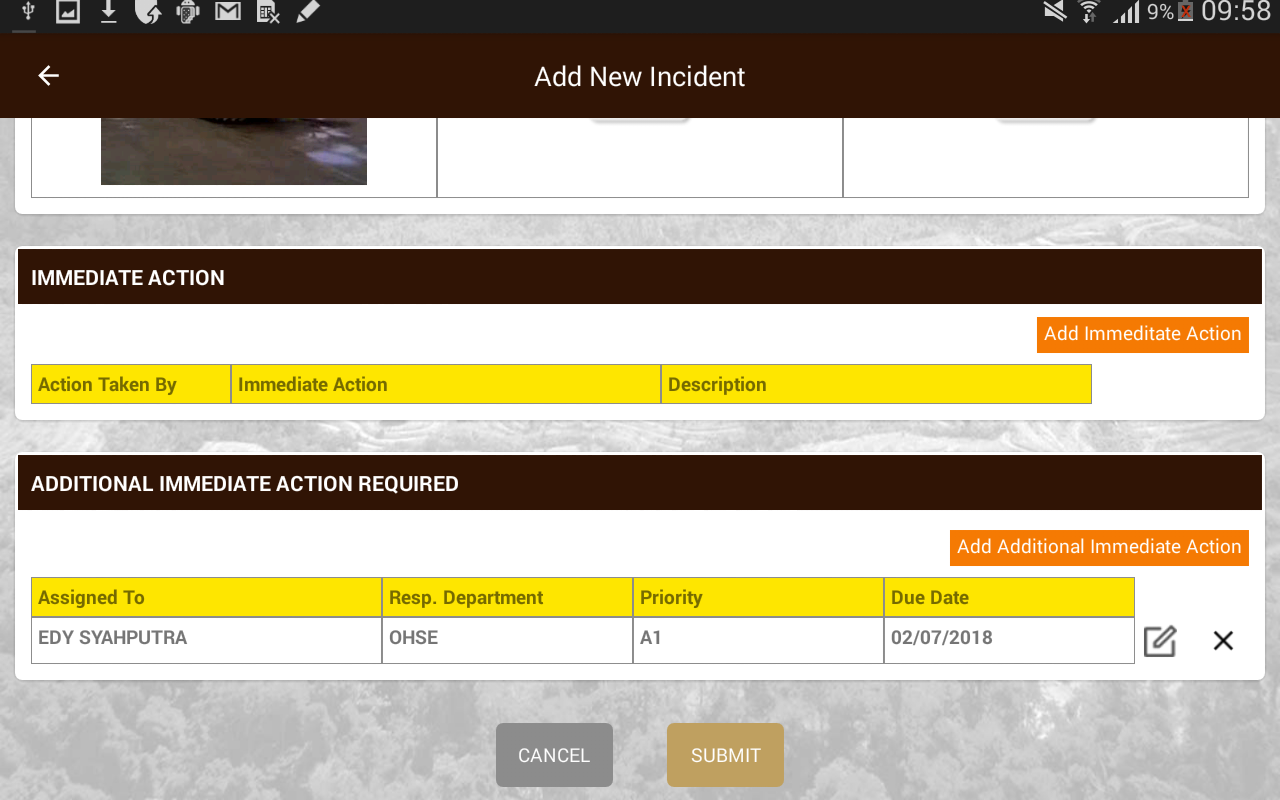 9% 09:58
Add New Incident
IMMEDIATE ACTION
Add Immeditate Action
Action Taken By Immediate Action Description
ADDITIONAL IMMEDIATE ACTION REQUIRED
Add Additional Immediate Action
Assigned To Resp. Department Priority Due Date
EDY SYAHPUTRA OHSE A1 02/07/2018
CANCEL SUBMIT